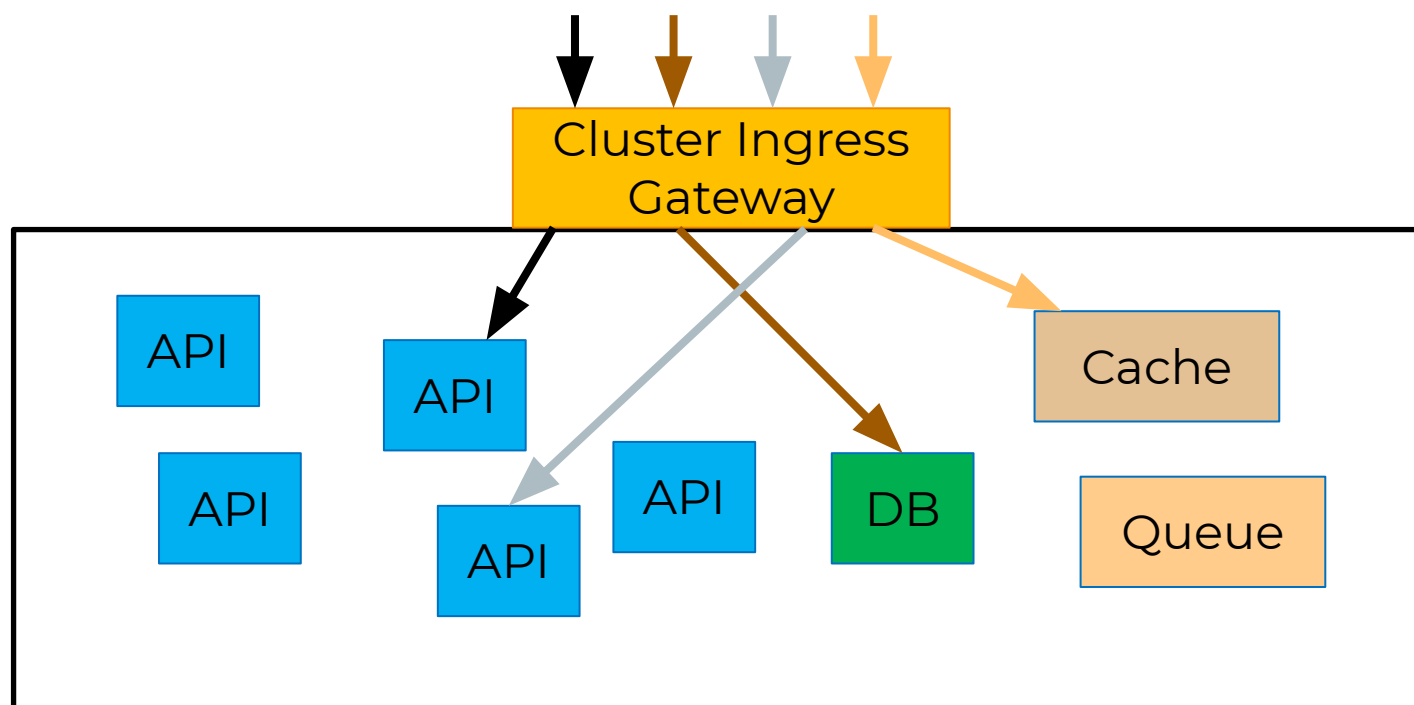 Cluster Ingress
Gateway
API
API
Cache
API
API
API
DB
Queue